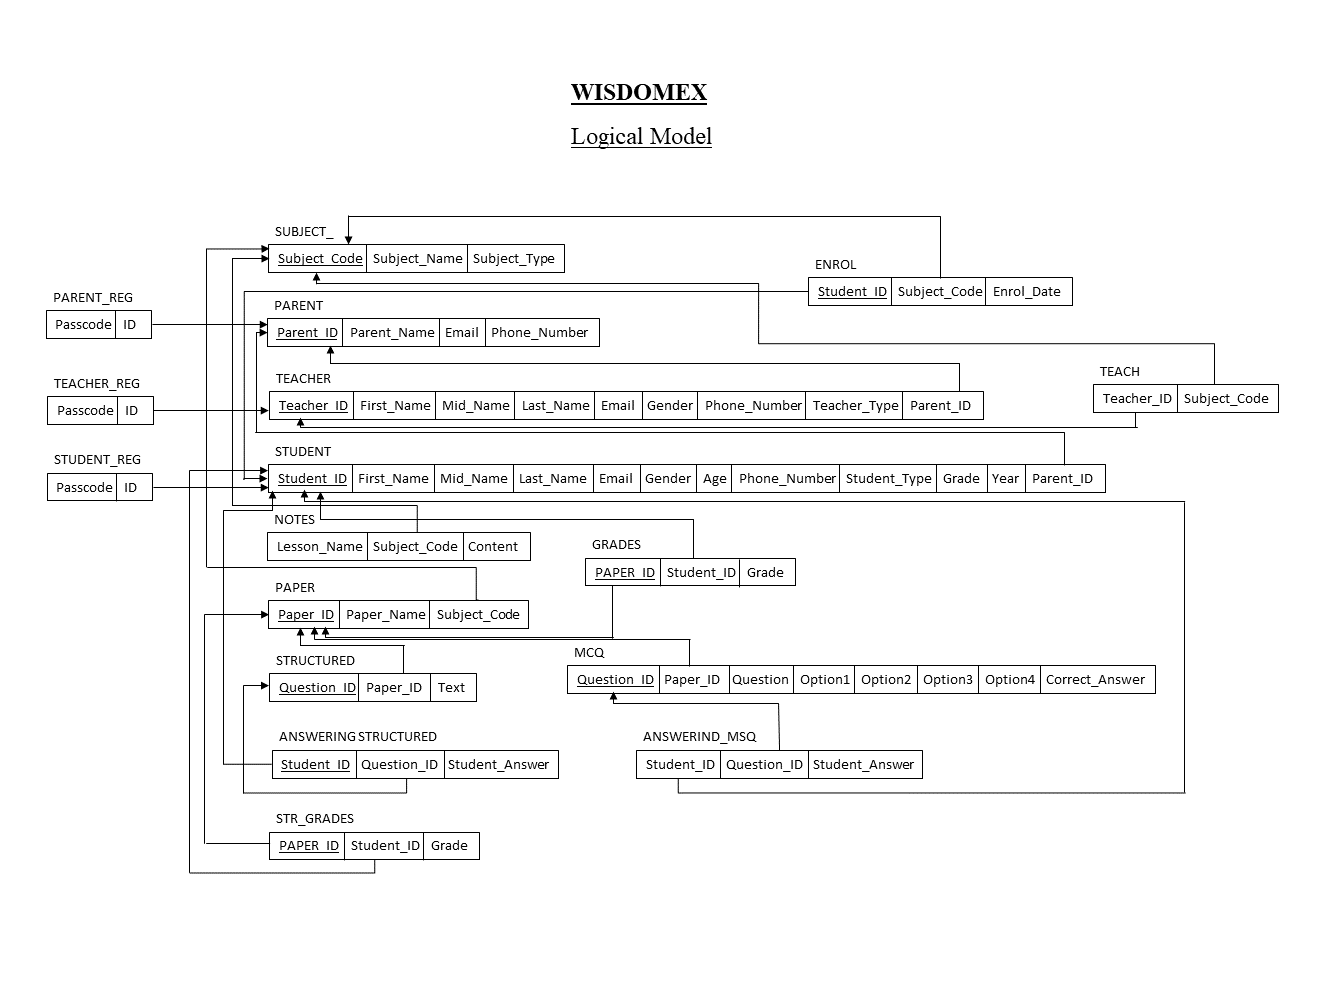 WISDOMEX
Logical Model
SUBJECT_
Subject_Code Subject_Name Subject_Type
ENROL
Student_ID Subject_Code Enrol_Date
PARENT_REG
Passcode ID
PARENT
Parent_ID Parent_Name Email Phone_Number
TEACHER_REG
Passcode ID
TEACHER
Teacher_ID First_Name Mid_Name Last_Name Email Gender Phone_Number Teacher_Type Parent_ID
TEACH
Teacher_ID Subject_Code
STUDENT_REG
Passcode ID
STUDENT
Student_ID First_Name Mid_Name Last_Name Email Gender Age Phone_Number Student_Type Grade Year Parent_ID
NOTES
Lesson_Name Subject_Code Content
GRADES
PAPER_ID Student_ID Grade
PAPER
Paper_ID Paper_Name Subject_Code
STRUCTURED
Question_ID Paper_ID Text
MCQ
Question_ID Paper_ID Question Option1 Option2 Option3 Option4 Correct_Answer
ANSWERING STRUCTURED
Student_ID Question_ID Student_Answer
ANSWERIND_MSQ
Student_ID Question_ID Student_Answer
STR_GRADES
PAPER_ID Student_ID Grade